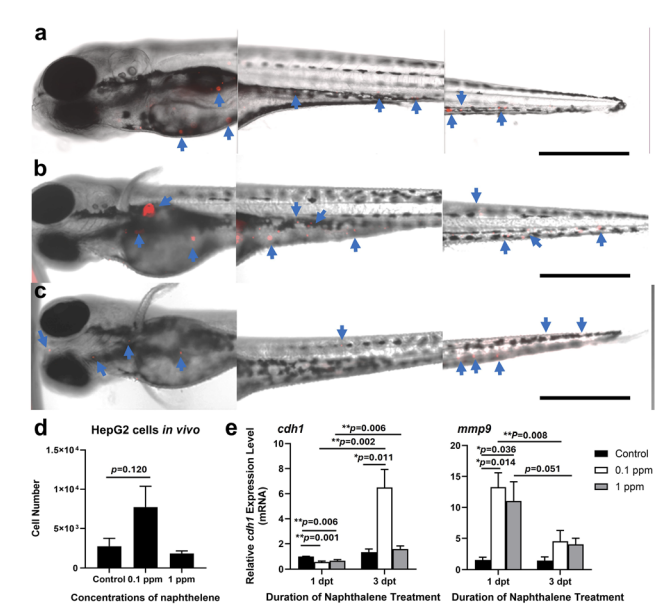 a
b
c
d
HepG2 cells in vivo
1.5×10⁴
1×10⁴
5×10³
0
Cell Number
p=0.120
Control 0.1 ppm 1 ppm
Concentrations of naphthelene
e
cdh1
10
8
6
4
2
0
Relative cdh1 Expression Level
(mRNA)
**p=0.006
**p=0.002
*p=0.011
**p=0.006
**p=0.001
1 dpt 3 dpt
Duration of Naphthalene Treatment
mmp9
20
15
10
5
0
**P=0.008
*p=0.036
*p=0.014
p=0.051
1 dpt 3 dpt
Duration of Naphthalene Treatment
Control
0.1 ppm
1 ppm